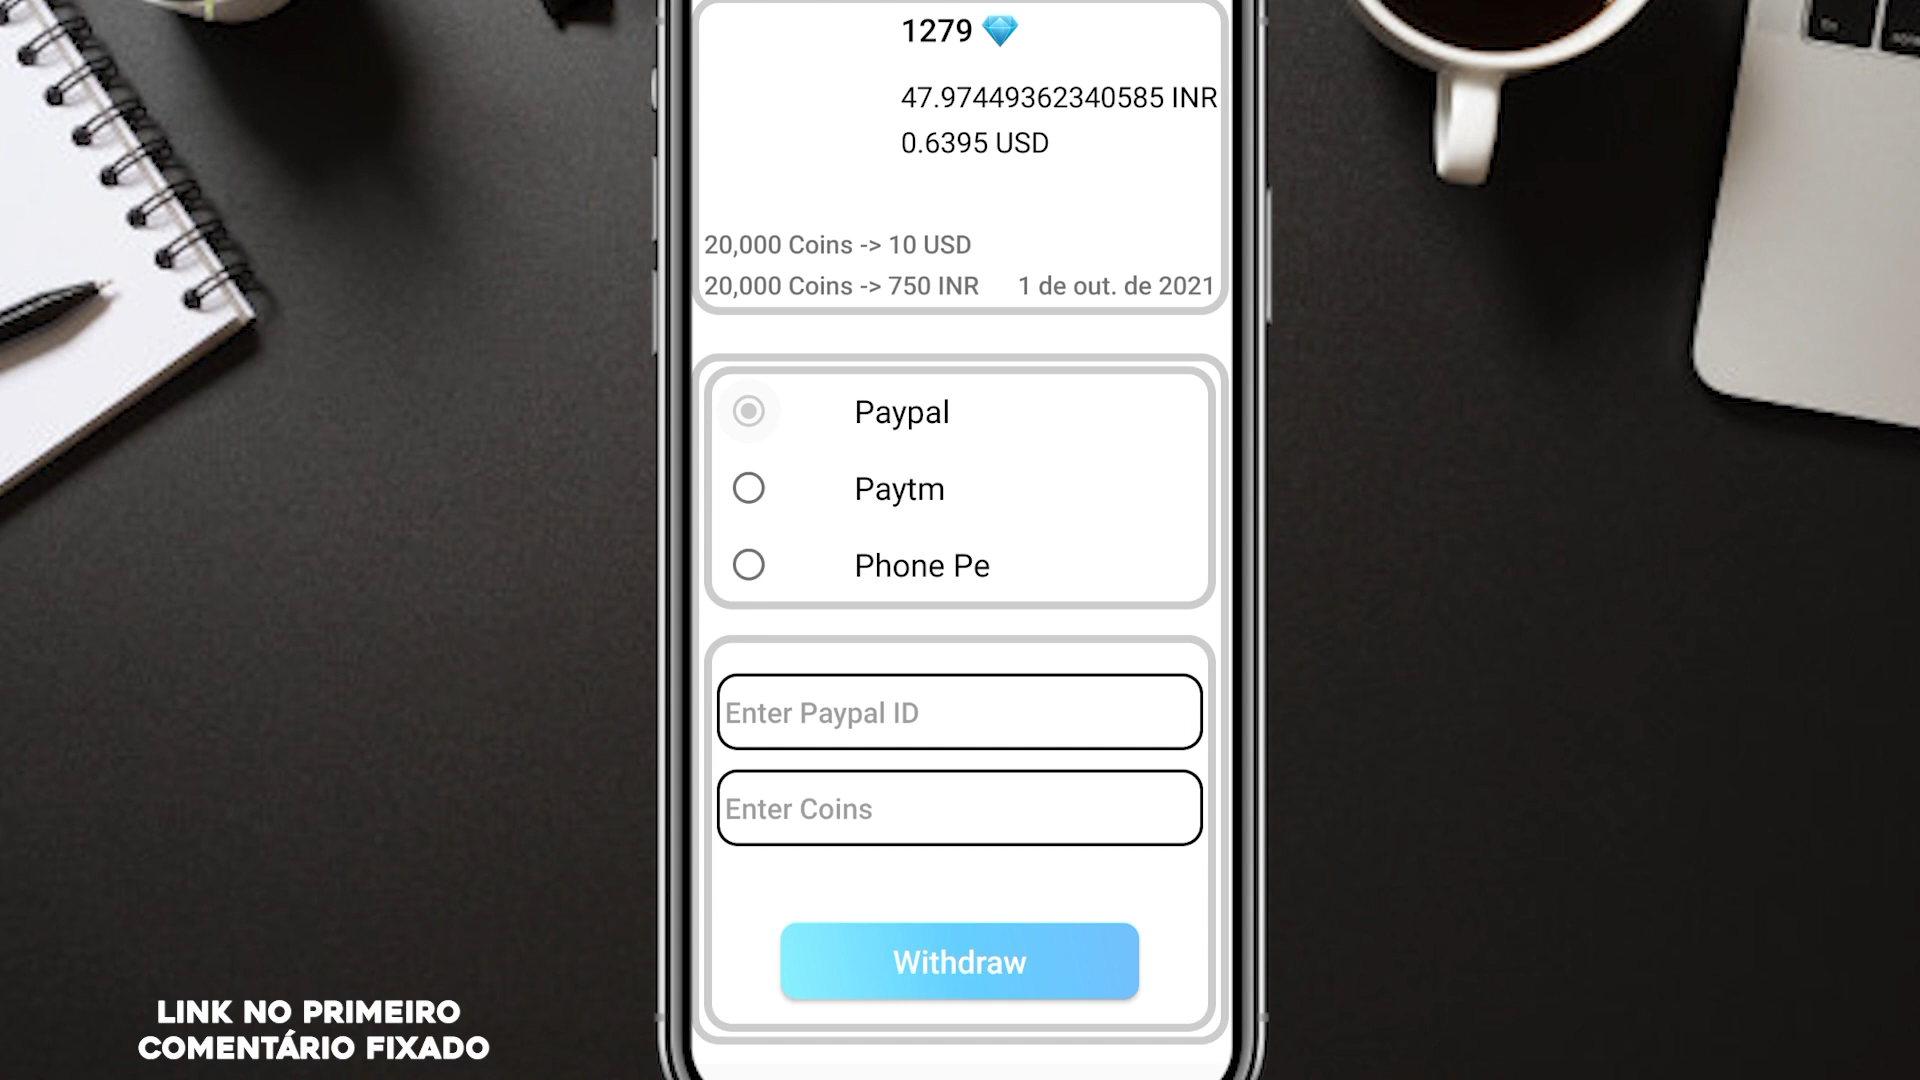 1279
47.97449362340585 INR
0.6395 USD
20,000 Coins -> 10 USD
20,000 Coins -> 750 INR 1 de out. de 2021
Paypal
Paytm
Phone Pe
Enter Paypal ID
Enter Coins
Withdraw
LINK NO PRIMEIRO
COMENTÁRIO FIXADO